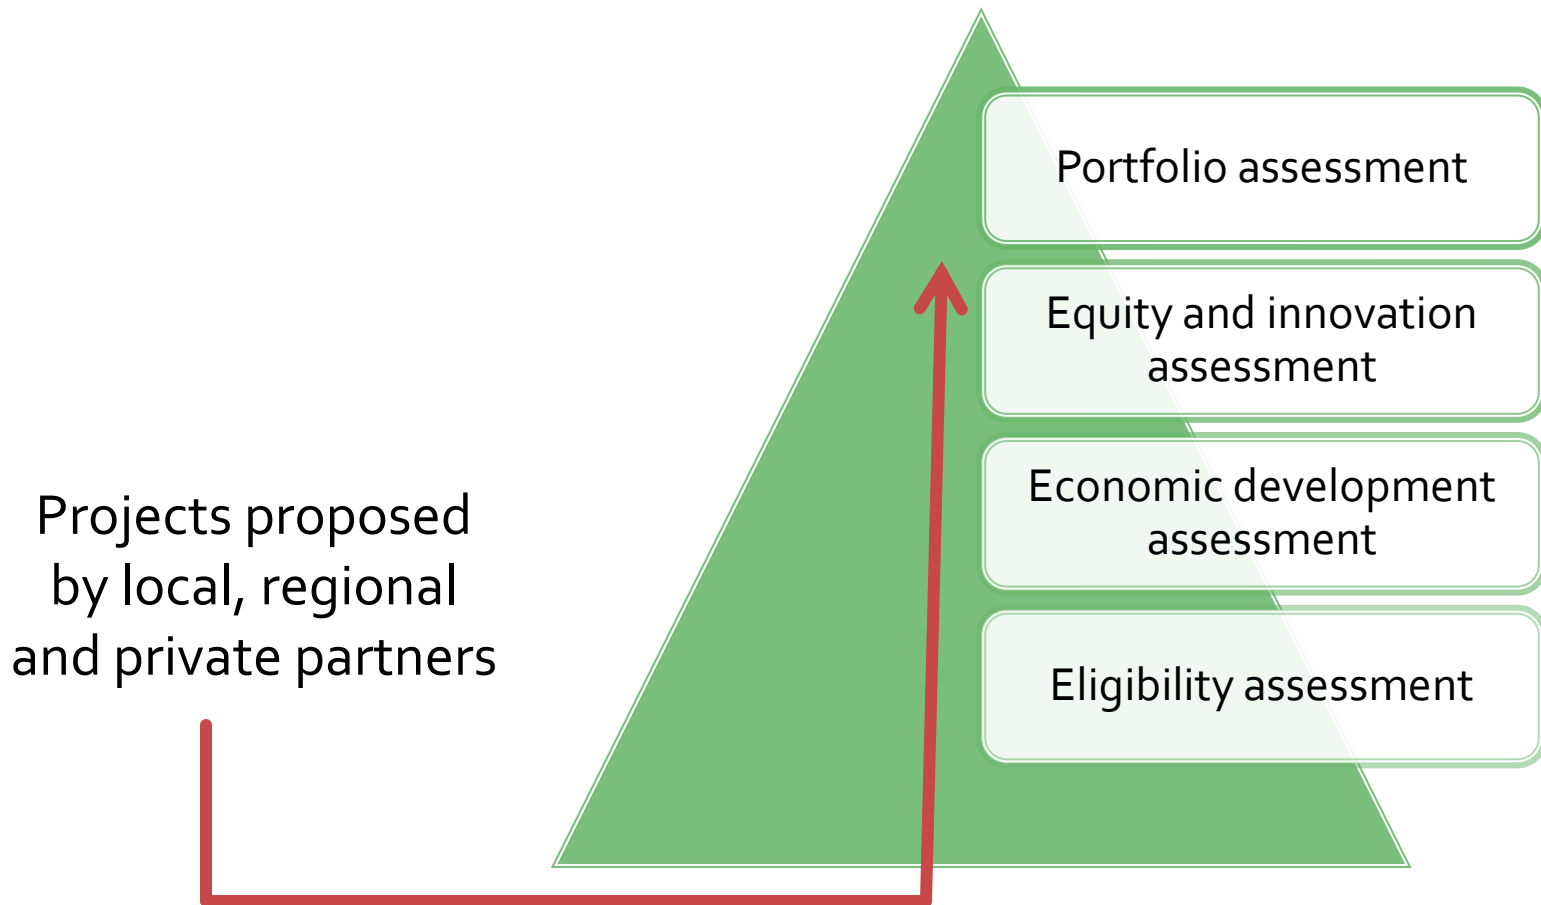 Portfolio assessment
Equity and innovation
assessment
Economic development
assessment
Eligibility assessment
Projects proposed
by local, regional
and private partners